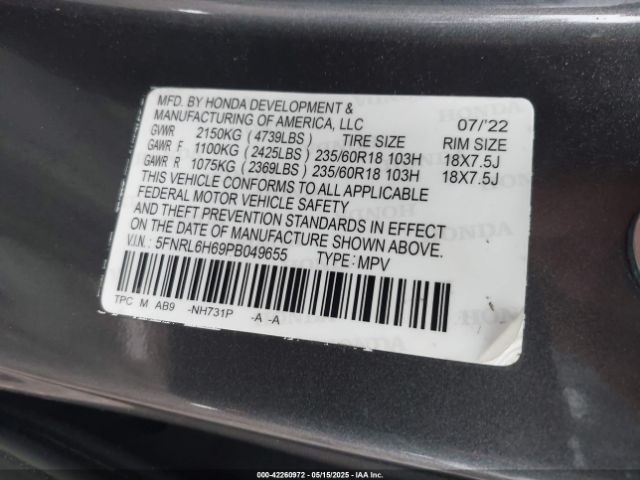 MFD. BY HONDA DEVELOPMENT &
MANUFACTURING OF AMERICA, LLC 07/'22
GVWR 2150KG (4739LBS) TIRE SIZE RIM SIZE
GAWR F 1100KG (2425LBS) 235/60R18 103H 18X7.5J
GAWR R 1075KG (2369LBS) 235/60R18 103H 18X7.5J
THIS VEHICLE CONFORMS TO ALL APPLICABLE
FEDERAL MOTOR VEHICLE SAFETY
AND THEFT PREVENTION STANDARDS IN EFFECT
ON THE DATE OF MANUFACTURE SHOWN ABOVE.
V.I.N.: 5FNRL6H69PB049655 TYPE: MPV
TPC M AB9 -NH731P -A -A
000-42260972 - 05/15/2025 - IAA Inc.